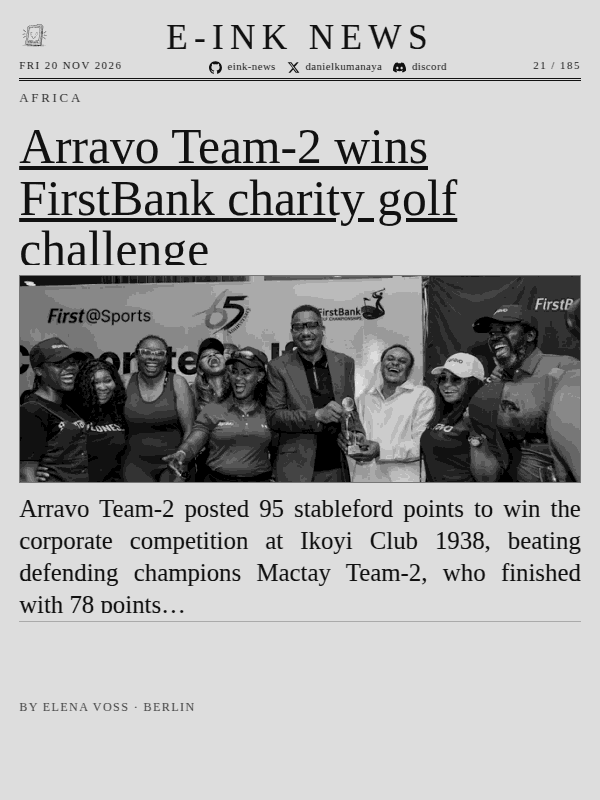 E-INK NEWS
FRI 20 NOV 2026
eink-news
danielkumanaya
discord
21 / 185
AFRICA
Arravo Team-2 wins
FirstBank charity golf
challenge
First@Sports
65
FirstBank
FirstB
Arravo Team-2 posted 95 stableford points to win the
corporate competition at Ikoyi Club 1938, beating
defending champions Mactay Team-2, who finished
with 78 points…
BY ELENA VOSS · BERLIN